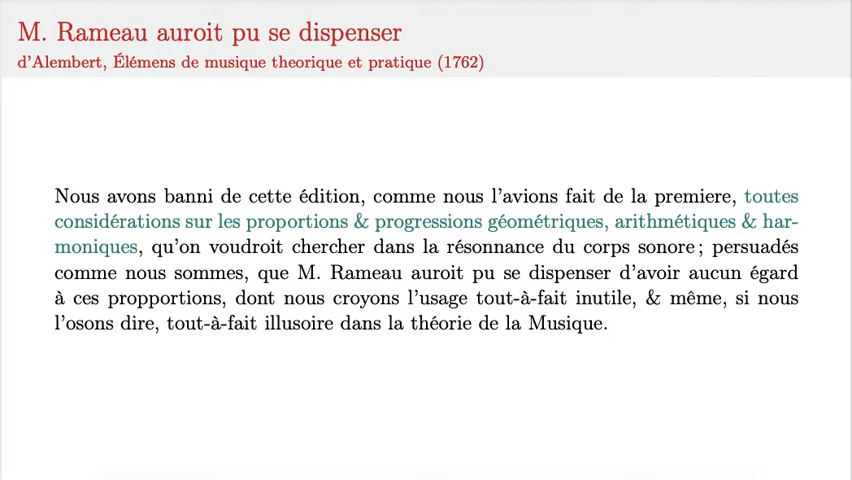 M. Rameau auroit pu se dispenser
d'Alembert, Élémens de musique theorique et pratique (1762)
Nous avons banni de cette édition, comme nous l'avions fait de la premiere, toutes
considérations sur les proportions & progressions géométriques, arithmétiques & har-
moniques, qu'on voudroit chercher dans la résonnance du corps sonore ; persuadés
comme nous sommes, que M. Rameau auroit pu se dispenser d'avoir aucun égard
à ces propportions, dont nous croyons l'usage tout-à-fait inutile, & même, si nous
l'osons dire, tout-à-fait illusoire dans la théorie de la Musique.